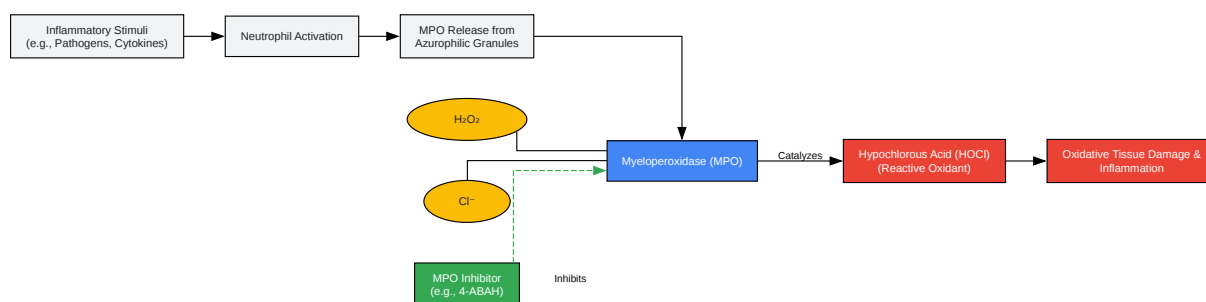 Inflammatory Stimuli
(e.g., Pathogens, Cytokines)
Neutrophil Activation
MPO Release from
Azurophilic Granules
H₂O₂
Myeloperoxidase (MPO)
Catalyzes
Hypochlorous Acid (HOCl)
(Reactive Oxidant)
Oxidative Tissue Damage &
Inflammation
Cl⁻
MPO Inhibitor
(e.g., 4-ABAH)
Inhibits